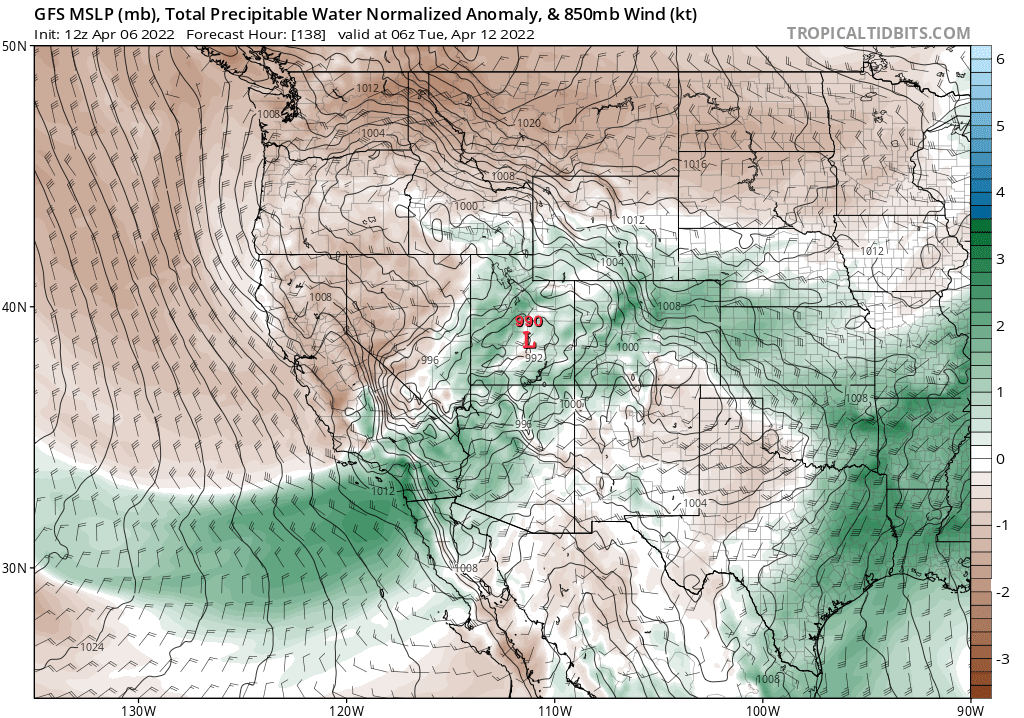 GFS MSLP (mb), Total Precipitable Water Normalized Anomaly, & 850mb Wind (kt)
Init: 12z Apr 06 2022 Forecast Hour: [138] valid at 06z Tue, Apr 12 2022
TROPICALTIDBITS.COM
50N
6
1012
1008
1020
5
1004
1016
1008
4
1000
1012
1012
3
1004
1008
1008
40N
990
2
L
1000
992
996
1
1008
1000
0
1012
1004
-1
30N
1008
-2
1024
-3
1008
130W
120W
110W
100W
90W